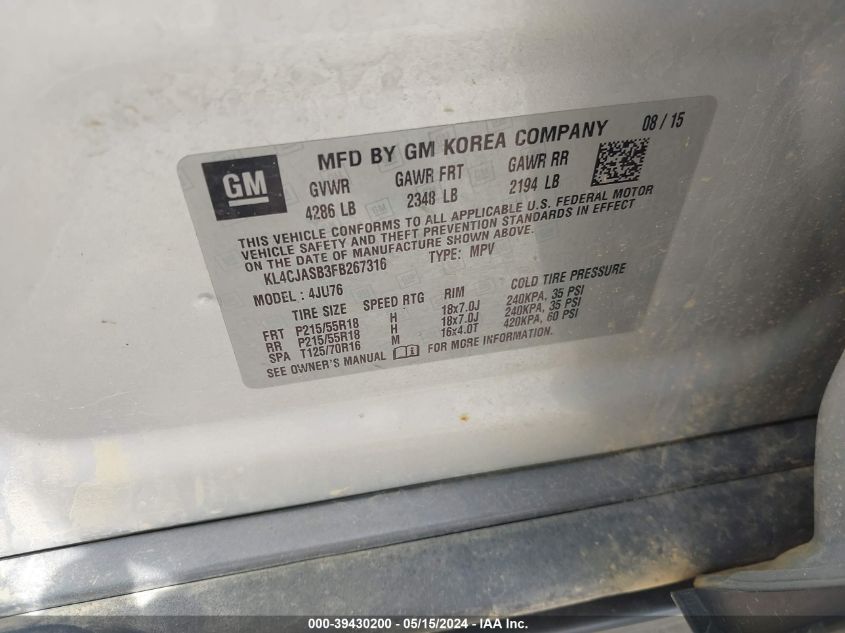 GM
MFD BY GM KOREA COMPANY 08 / 15
GVWR GAWR FRT GAWR RR
4286 LB 2348 LB 2194 LB
THIS VEHICLE CONFORMS TO ALL APPLICABLE U.S. FEDERAL MOTOR
VEHICLE SAFETY AND THEFT PREVENTION STANDARDS IN EFFECT
ON THE DATE OF MANUFACTURE SHOWN ABOVE.
KL4CJASB3FB267316 TYPE: MPV
MODEL : 4JU76
TIRE SIZE SPEED RTG RIM COLD TIRE PRESSURE
FRT P215/55R18 H 18x7.0J 240KPA, 35 PSI
RR P215/55R18 H 18x7.0J 240KPA, 35 PSI
SPA T125/70R16 M 16x4.0T 420KPA, 60 PSI
SEE OWNER'S MANUAL FOR MORE INFORMATION.
000-39430200 - 05/15/2024 - IAA Inc.